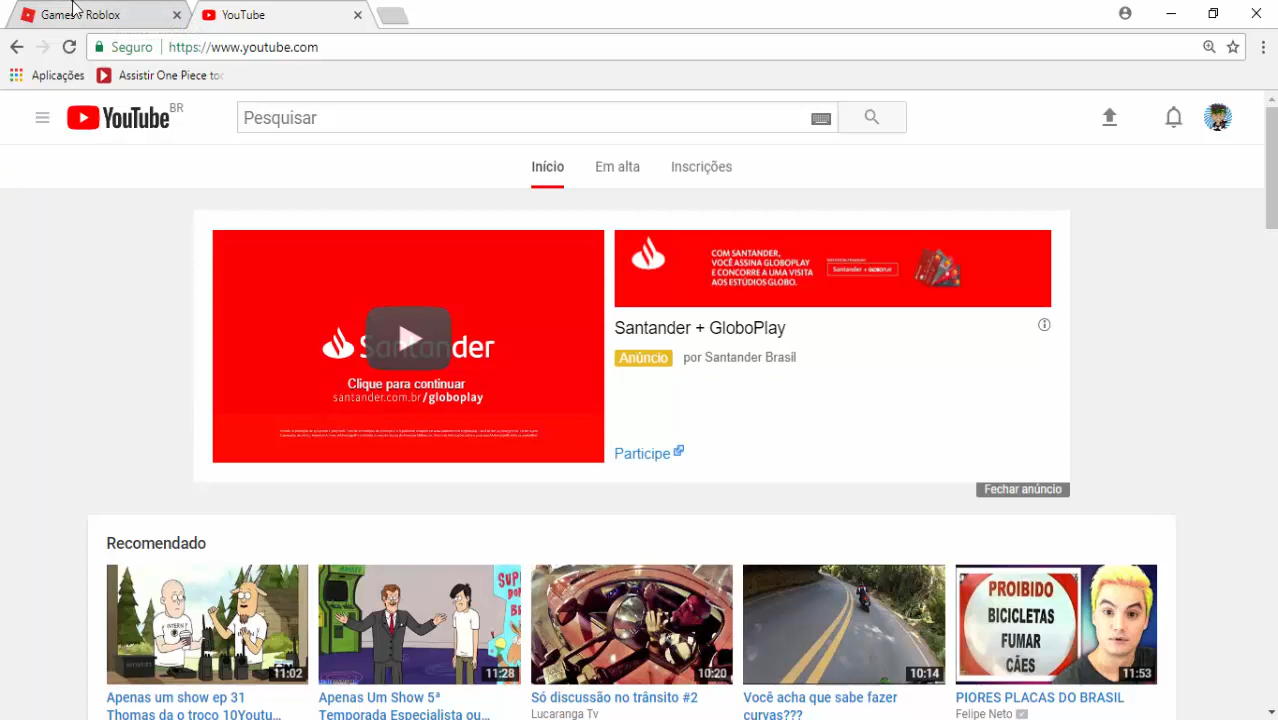 Games Roblox
YouTube
Seguro
https://www.youtube.com
Aplicações
Assistir One Piece to
YouTube BR
Pesquisar
Início
Em alta
Inscrições
Santander
Clique para continuar
santander.com.br/globoplay
COM SANTANDER,
VOCÊ ASSINA GLOBOPLAY
E CONCORRE A UMA VISITA
AOS ESTÚDIOS GLOBO.
Santander + GLOBOPLAY
Santander + GloboPlay
Anúncio
por Santander Brasil
Participe
Fechar anúncio
Recomendado
INTERN
11:02
11:28
10:20
10:14
PROIBIDO
BICICLETAS
FUMAR
CÃES
11:53
Apenas um show ep 31
Thomas da o troco 10Youtu...
Apenas Um Show 5ª
Temporada Especialista ou...
Só discussão no trânsito #2
Lucaranga Tv
Você acha que sabe fazer
curvas???
PIORES PLACAS DO BRASIL
Felipe Neto